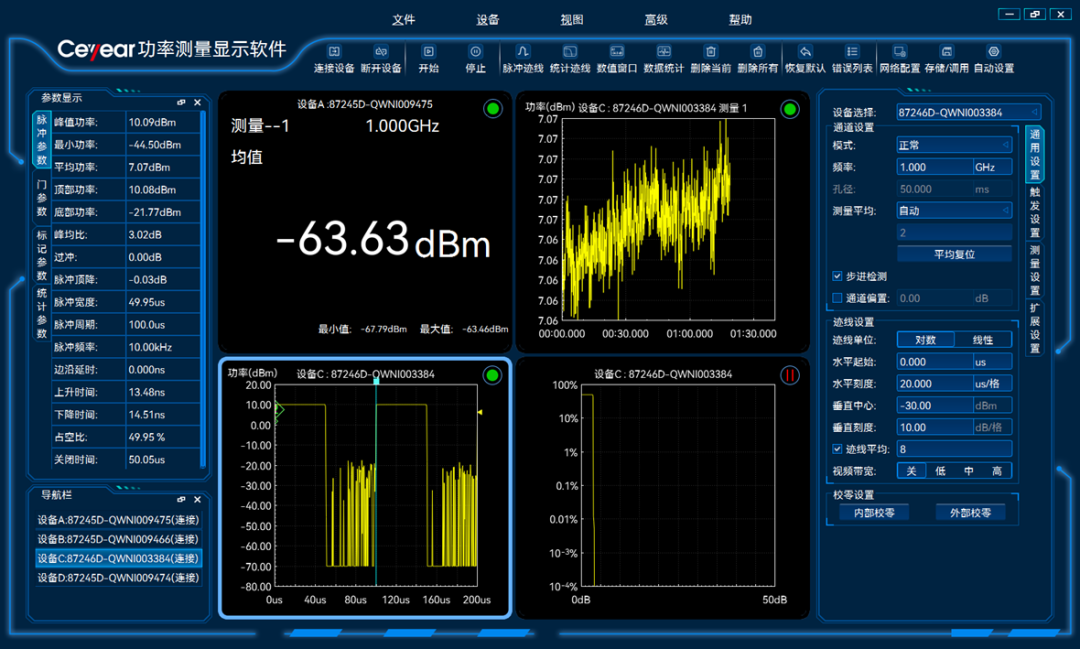 文件 设备 视图 高级 帮助
Ceyear 功率测量显示软件
连接设备 断开设备 开始 停止 脉冲迹线 统计迹线 数值窗口 数据统计 删除当前 删除所有 恢复默认 错误列表 网络配置 存储/调用 自动设置
参数显示
脉冲参数
门参数
标记参数
统计参数
峰值功率: 10.09dBm
最小功率: -44.50dBm
平均功率: 7.07dBm
顶部功率: 10.08dBm
底部功率: -21.77dBm
峰均比: 3.02dB
过冲: 0.00dB
脉冲顶降: -0.03dB
脉冲宽度: 49.95us
脉冲周期: 100.0us
脉冲频率: 10.00kHz
边沿延时: 0.000ns
上升时间: 13.48ns
下降时间: 14.51ns
占空比: 49.95 %
关闭时间: 50.05us
导航栏
设备A:87245D-QWNI009475(连接)
设备B:87245D-QWNI009466(连接)
设备C:87246D-QWNI003384(连接)
设备D:87245D-QWNI009474(连接)
设备A :87245D-QWNI009475
测量--1 1.000GHz
均值
-63.63 dBm
最小值: -67.79dBm 最大值: -63.46dBm
功率(dBm) 设备C : 87246D-QWNI003384 测量 1
7.07
7.07
7.07
7.07
7.07
7.07
7.06
7.06
7.06
7.06
7.06
00:00.000 00:30.000 01:00.000 01:30.000
功率(dBm) 设备C : 87246D-QWNI003384
20.00
10.00
0.00
-10.00
-20.00
-30.00
-40.00
-50.00
-60.00
-70.00
-80.00
0us 40us 80us 120us 160us 200us
设备C : 87246D-QWNI003384
100%
10%
1%
0.1%
0.01%
10-³%
10-⁴%
0dB 50dB
设备选择: 87246D-QWNI003384
通道设置
模式: 正常
频率: 1.000 GHz
孔径: 50.000 ms
测量平均: 自动
2
平均复位
步进检测
通道偏置: 0.00 dB
迹线设置
迹线单位: 对数 线性
水平起始: 0.000 us
水平刻度: 20.000 us/格
垂直中心: -30.00 dBm
垂直刻度: 10.00 dB/格
迹线平均: 8
视频带宽: 关 低 中 高
校零设置
内部校零 外部校零
通用设置
触发设置
测量设置
扩展设置